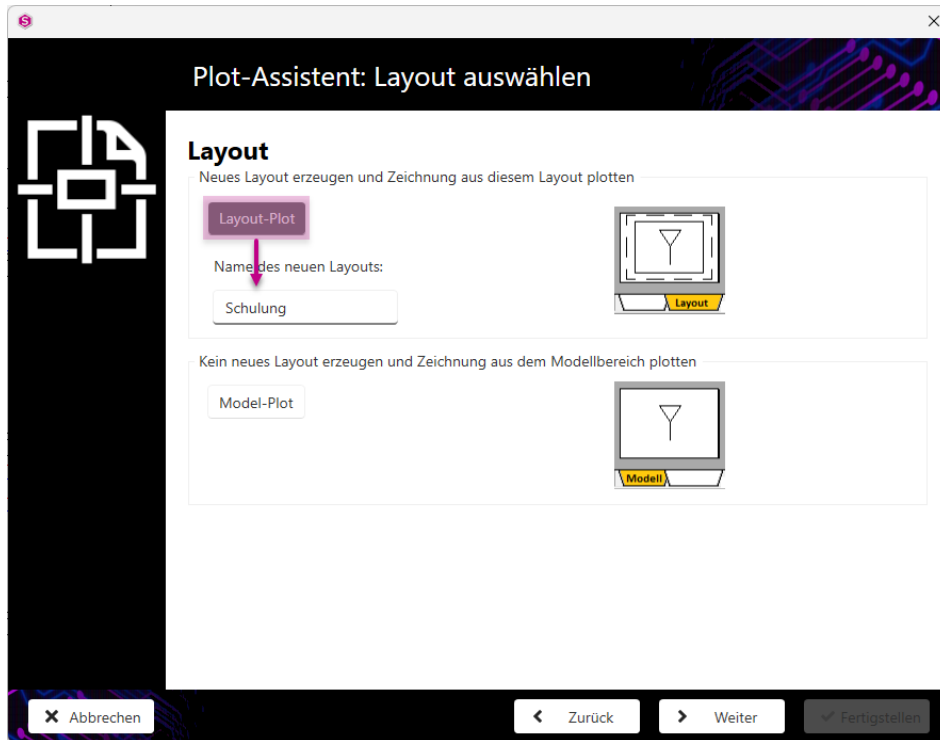 S
Plot-Assistent: Layout auswählen
Layout
Neues Layout erzeugen und Zeichnung aus diesem Layout plotten
Layout-Plot
Name des neuen Layouts:
Schulung
Layout
Kein neues Layout erzeugen und Zeichnung aus dem Modellbereich plotten
Model-Plot
Modell
Abbrechen
Zurück
Weiter
Fertigstellen